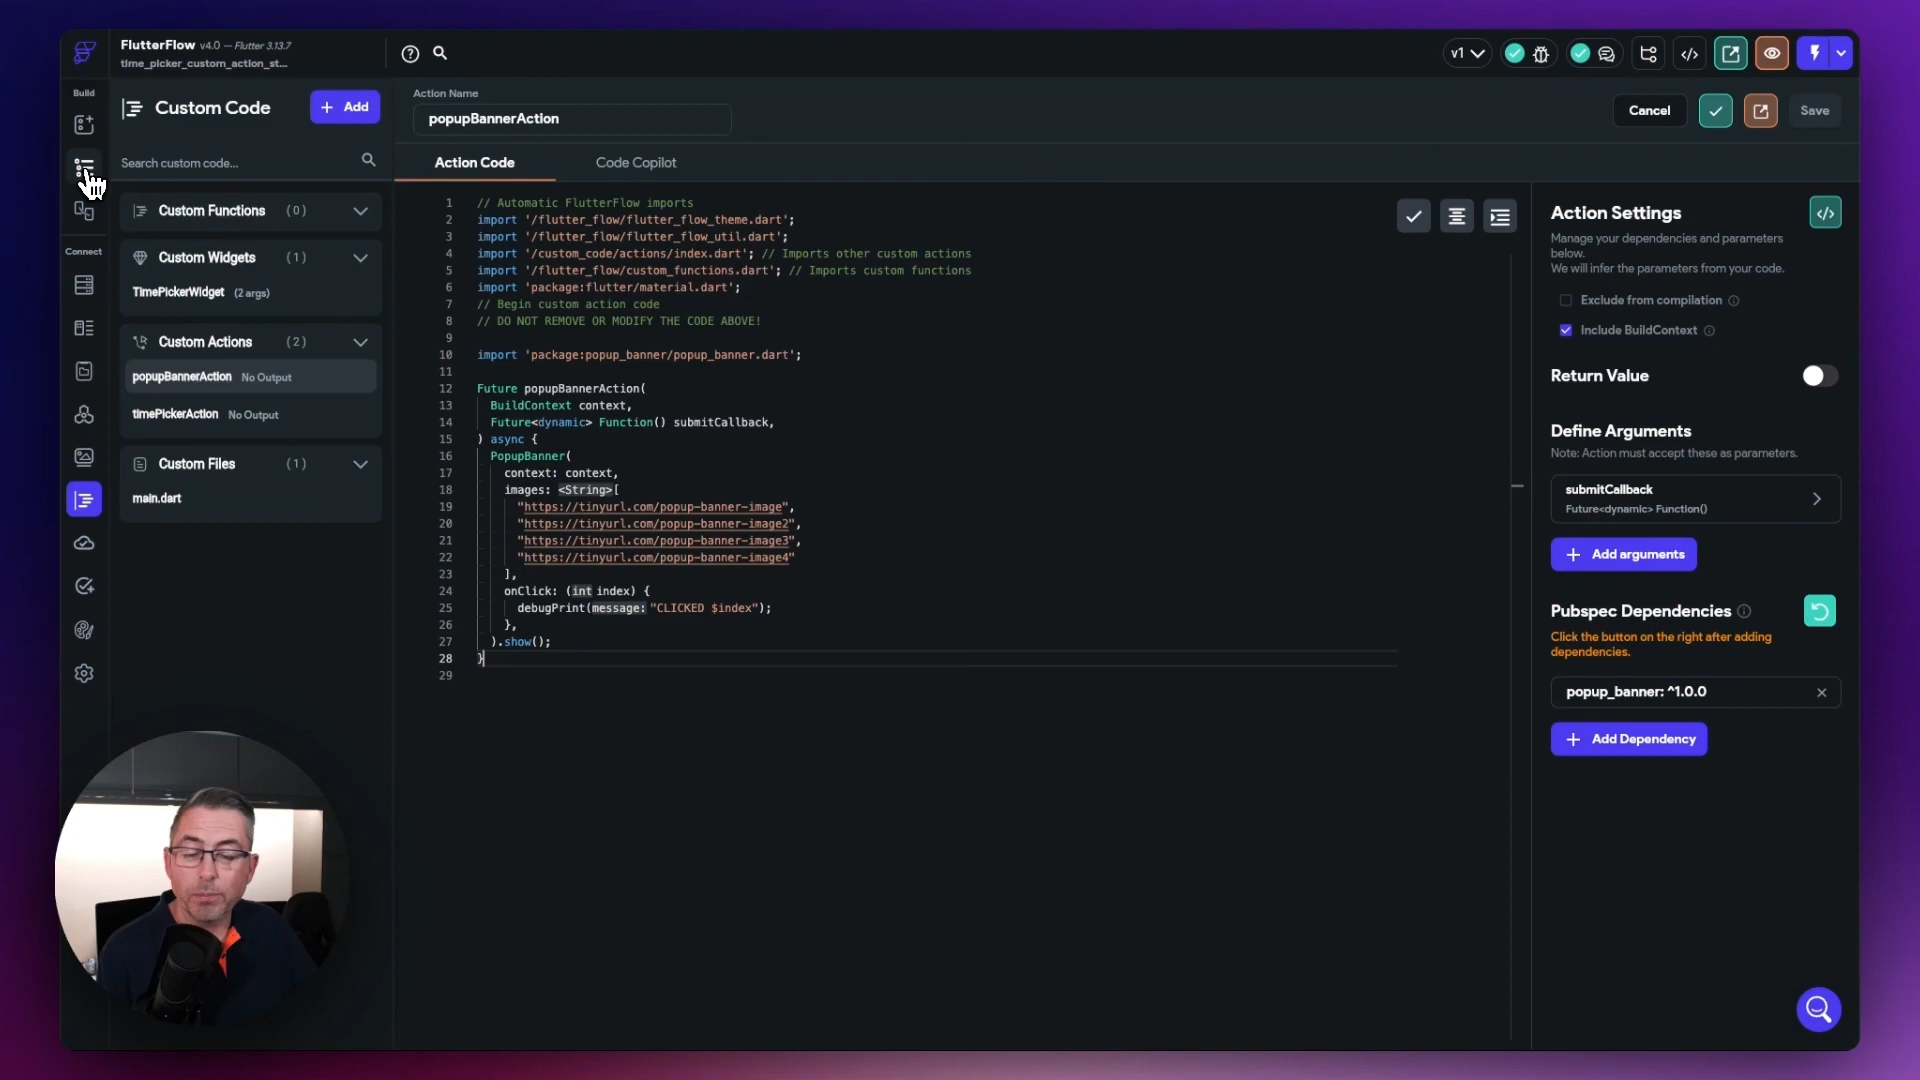 FlutterFlow v4.0 — Flutter 3.13.7
time_picker_custom_action_st...
v1
Build
Connect
Custom Code
+ Add
Search custom code...
Custom Functions (0)
Custom Widgets (1)
TimePickerWidget (2 args)
Custom Actions (2)
popupBannerAction No Output
timePickerAction No Output
Custom Files (1)
main.dart
Action Name
popupBannerAction
Cancel
Save
Action Code
Code Copilot
1 // Automatic FlutterFlow imports
2 import '/flutter_flow/flutter_flow_theme.dart';
3 import '/flutter_flow/flutter_flow_util.dart';
4 import '/custom_code/actions/index.dart'; // Imports other custom actions
5 import '/flutter_flow/custom_functions.dart'; // Imports custom functions
6 import 'package:flutter/material.dart';
7 // Begin custom action code
8 // DO NOT REMOVE OR MODIFY THE CODE ABOVE!
9
10 import 'package:popup_banner/popup_banner.dart';
11
12 Future popupBannerAction(
13 BuildContext context,
14 Future<dynamic> Function() submitCallback,
15 ) async {
16 PopupBanner(
17 context: context,
18 images: <String>[
19 "https://tinyurl.com/popup-banner-image",
20 "https://tinyurl.com/popup-banner-image2",
21 "https://tinyurl.com/popup-banner-image3",
22 "https://tinyurl.com/popup-banner-image4"
23 ],
24 onClick: (int index) {
25 debugPrint(message: "CLICKED $index");
26 },
27 ).show();
28 }
29
Action Settings
Manage your dependencies and parameters
below.
We will infer the parameters from your code.
Exclude from compilation
Include BuildContext
Return Value
Define Arguments
Note: Action must accept these as parameters.
submitCallback
Future<dynamic> Function()
+ Add arguments
Pubspec Dependencies
Click the button on the right after adding
dependencies.
popup_banner: ^1.0.0
+ Add Dependency